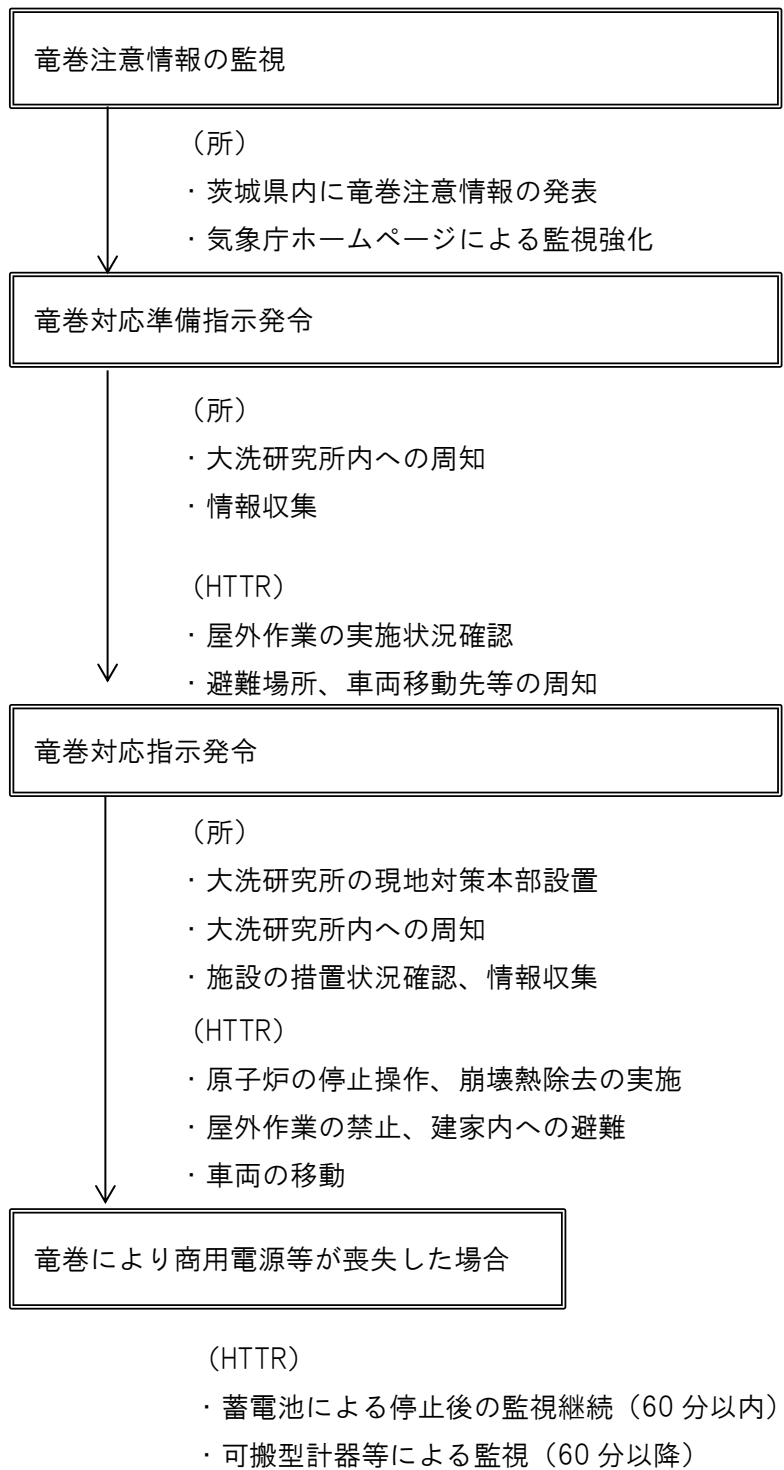 竜巻注意情報の監視
（所）
・茨城県内に竜巻注意情報の発表
・気象庁ホームページによる監視強化
竜巻対応準備指示発令
（所）
・大洗研究所内への周知
・情報収集
（HTTR）
・屋外作業の実施状況確認
・避難場所、車両移動先等の周知
竜巻対応指示発令
（所）
・大洗研究所の現地対策本部設置
・大洗研究所内への周知
・施設の措置状況確認、情報収集
（HTTR）
・原子炉の停止操作、崩壊熱除去の実施
・屋外作業の禁止、建家内への避難
・車両の移動
竜巻により商用電源等が喪失した場合
（HTTR）
・蓄電池による停止後の監視継続（60 分以内）
・可搬型計器等による監視（60 分以降）